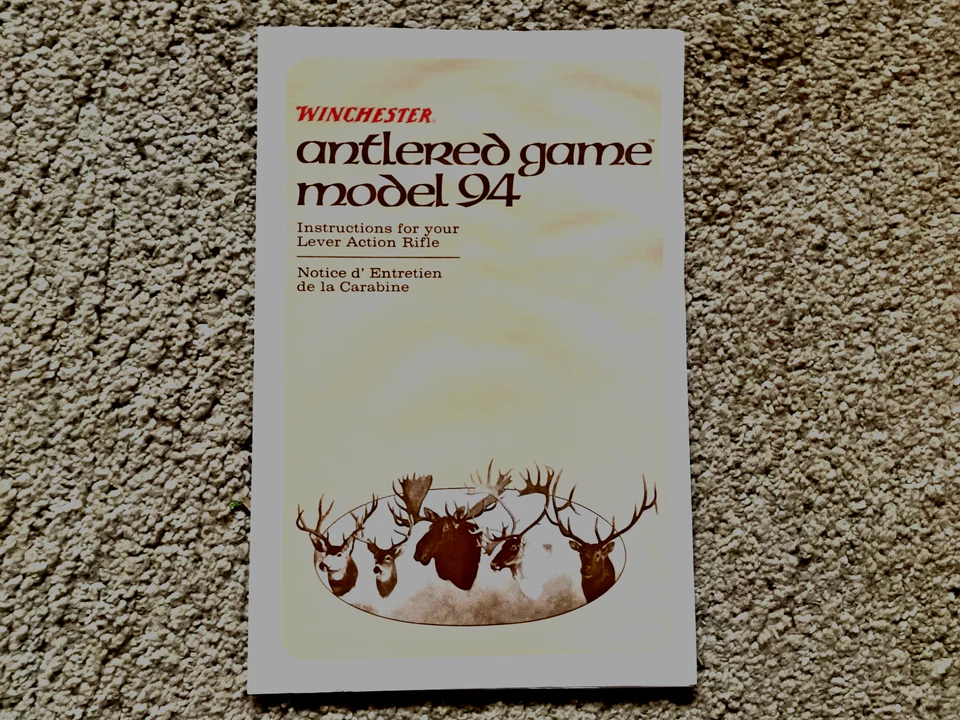 WINCHESTER®
antlered game™
model 94
Instructions for your
Lever Action Rifle
Notice d' Entretien
de la Carabine